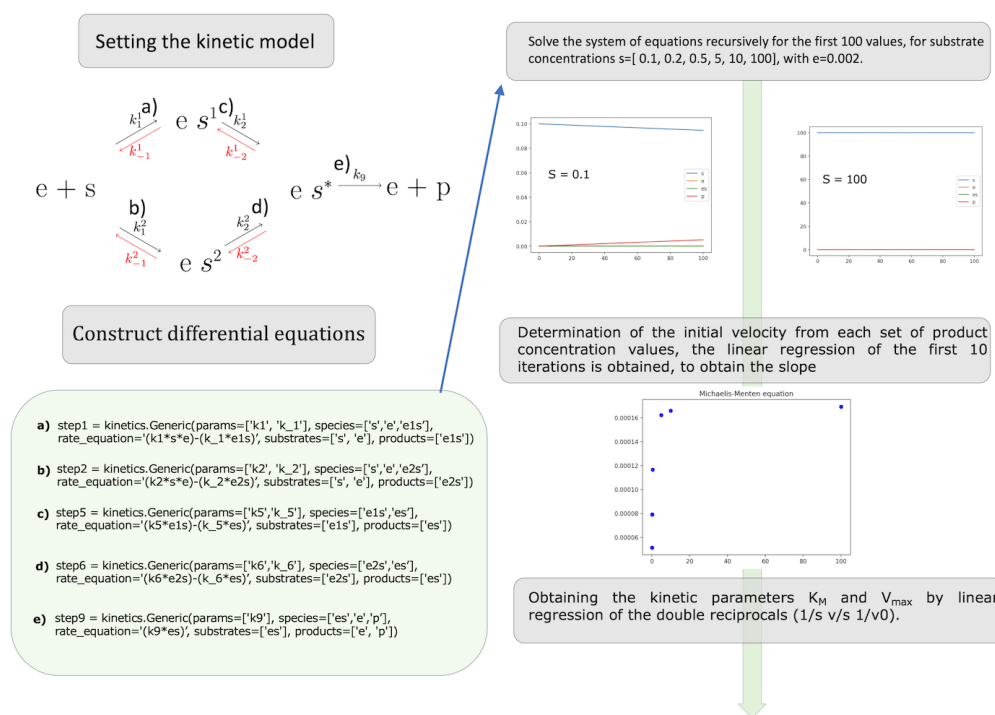 Setting the kinetic model
a)
k₁¹
k₋₁¹
e s¹
c)
k₂¹
k₋₂¹
e + s
e s*
e)
k₉
e + p
b)
k₁²
k₋₁²
e s²
d)
k₂²
k₋₂²
Construct differential equations
a) step1 = kinetics.Generic(params=['k1', 'k_1'], species=['s','e','e1s'],
rate_equation='(k1*s*e)-(k_1*e1s)', substrates=['s', 'e'], products=['e1s'])
b) step2 = kinetics.Generic(params=['k2', 'k_2'], species=['s','e','e2s'],
rate_equation='(k2*s*e)-(k_2*e2s)', substrates=['s', 'e'], products=['e2s'])
c) step5 = kinetics.Generic(params=['k5','k_5'], species=['e1s','es'],
rate_equation='(k5*e1s)-(k_5*es)', substrates=['e1s'], products=['es'])
d) step6 = kinetics.Generic(params=['k6','k_6'], species=['e2s','es'],
rate_equation='(k6*e2s)-(k_6*es)', substrates=['e2s'], products=['es'])
e) step9 = kinetics.Generic(params=['k9'], species=['es','e','p'],
rate_equation='(k9*es)', substrates=['es'], products=['e', 'p'])
Solve the system of equations recursively for the first 100 values, for substrate
concentrations s=[ 0.1, 0.2, 0.5, 5, 10, 100], with e=0.002.
0.10
0.08
0.06
0.04
0.02
0.00
S = 0.1
s
e
es
p
0 20 40 60 80 100
100
80
60
40
20
0
S = 100
s
e
es
p
0 20 40 60 80 100
Determination of the initial velocity from each set of product
concentration values, the linear regression of the first 10
iterations is obtained, to obtain the slope
Michaelis-Menten equation
0.00016
0.00014
0.00012
0.00010
0.00008
0.00006
0 20 40 60 80 100
Obtaining the kinetic parameters K_M and V_max by linear
regression of the double reciprocals (1/s v/s 1/v0).